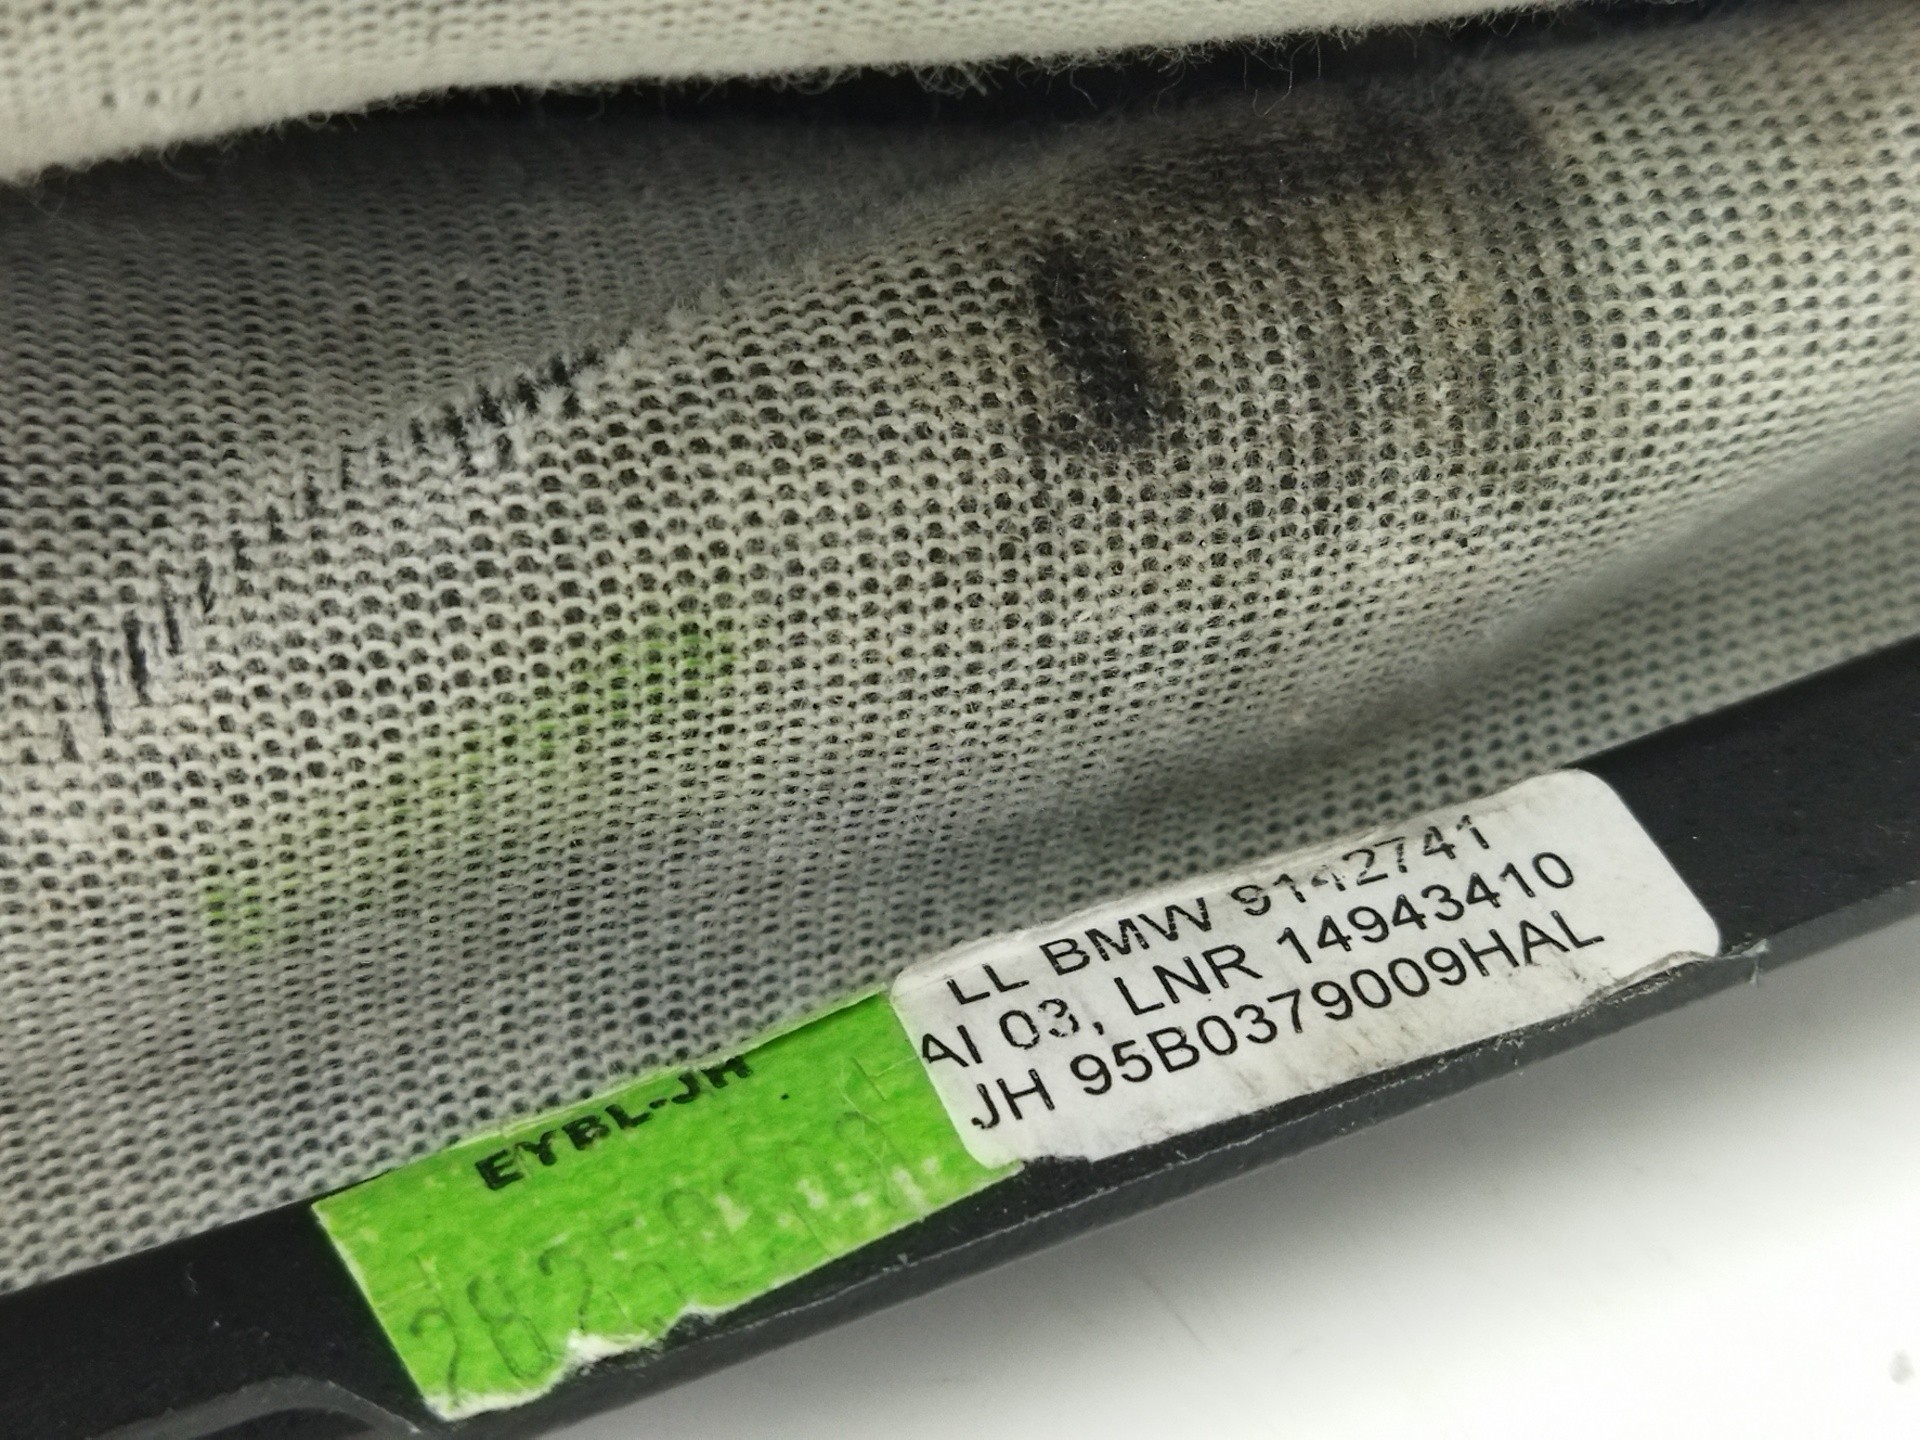 LL BMW 9142741
AI 03, LNR 14943410
JH 95B0379009HAL
EYBL-JH